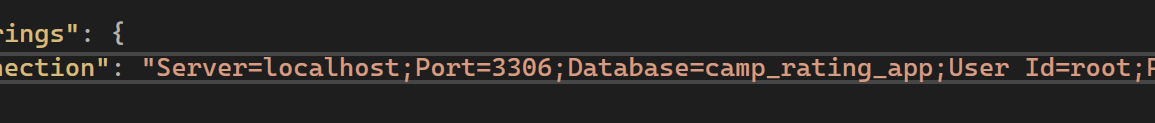 rings": {
nection": "Server=localhost;Port=3306;Database=camp_rating_app;User Id=root;P